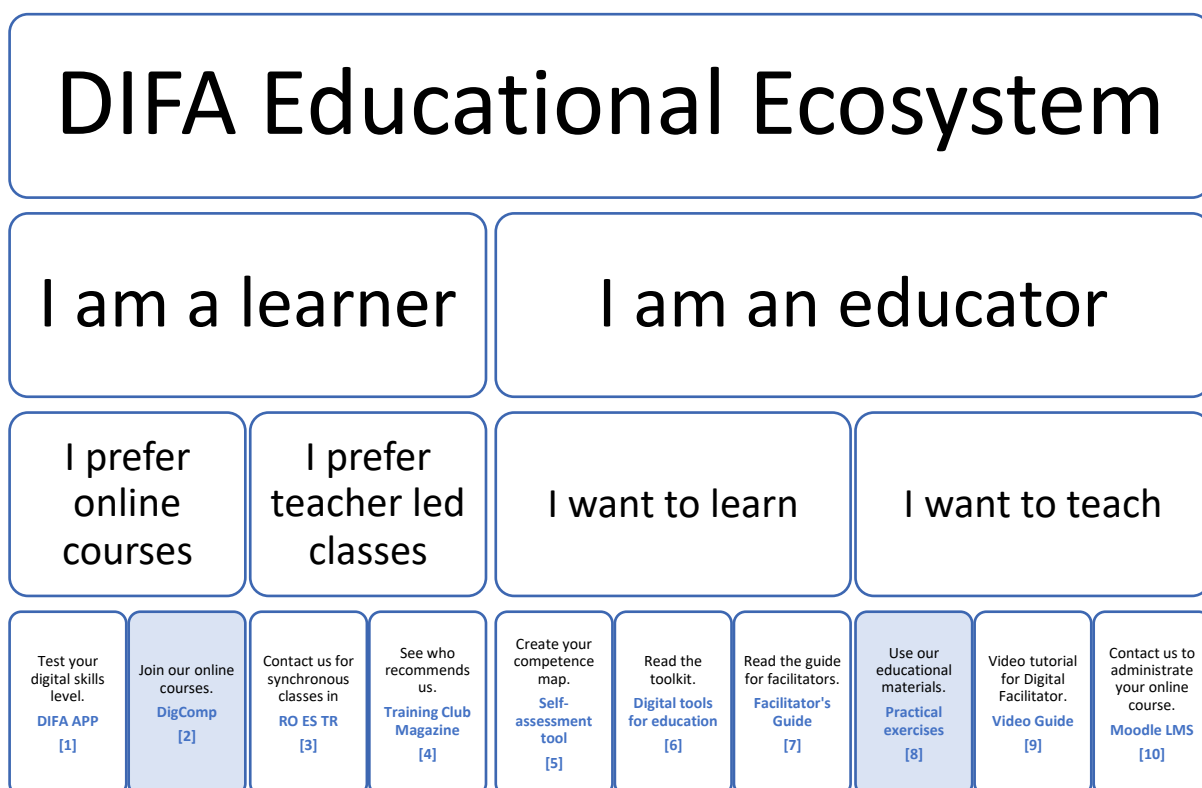 DIFA Educational Ecosystem
I am a learner
I am an educator
I prefer
online
courses
I prefer
teacher led
classes
I want to learn
I want to teach
Test your
digital skills
level.
DIFA APP
[1]
Join our online
courses.
DigComp
[2]
Contact us for
synchronous
classes in
RO ES TR
[3]
See who
recommends
us.
Training Club
Magazine
[4]
Create your
competence
map.
Self-
assessment
tool
[5]
Read the
toolkit.
Digital tools
for education
[6]
Read the guide
for facilitators.
Facilitator's
Guide
[7]
Use our
educational
materials.
Practical
exercises
[8]
Video tutorial
for Digital
Facilitator.
Video Guide
[9]
Contact us to
administrate
your online
course.
Moodle LMS
[10]